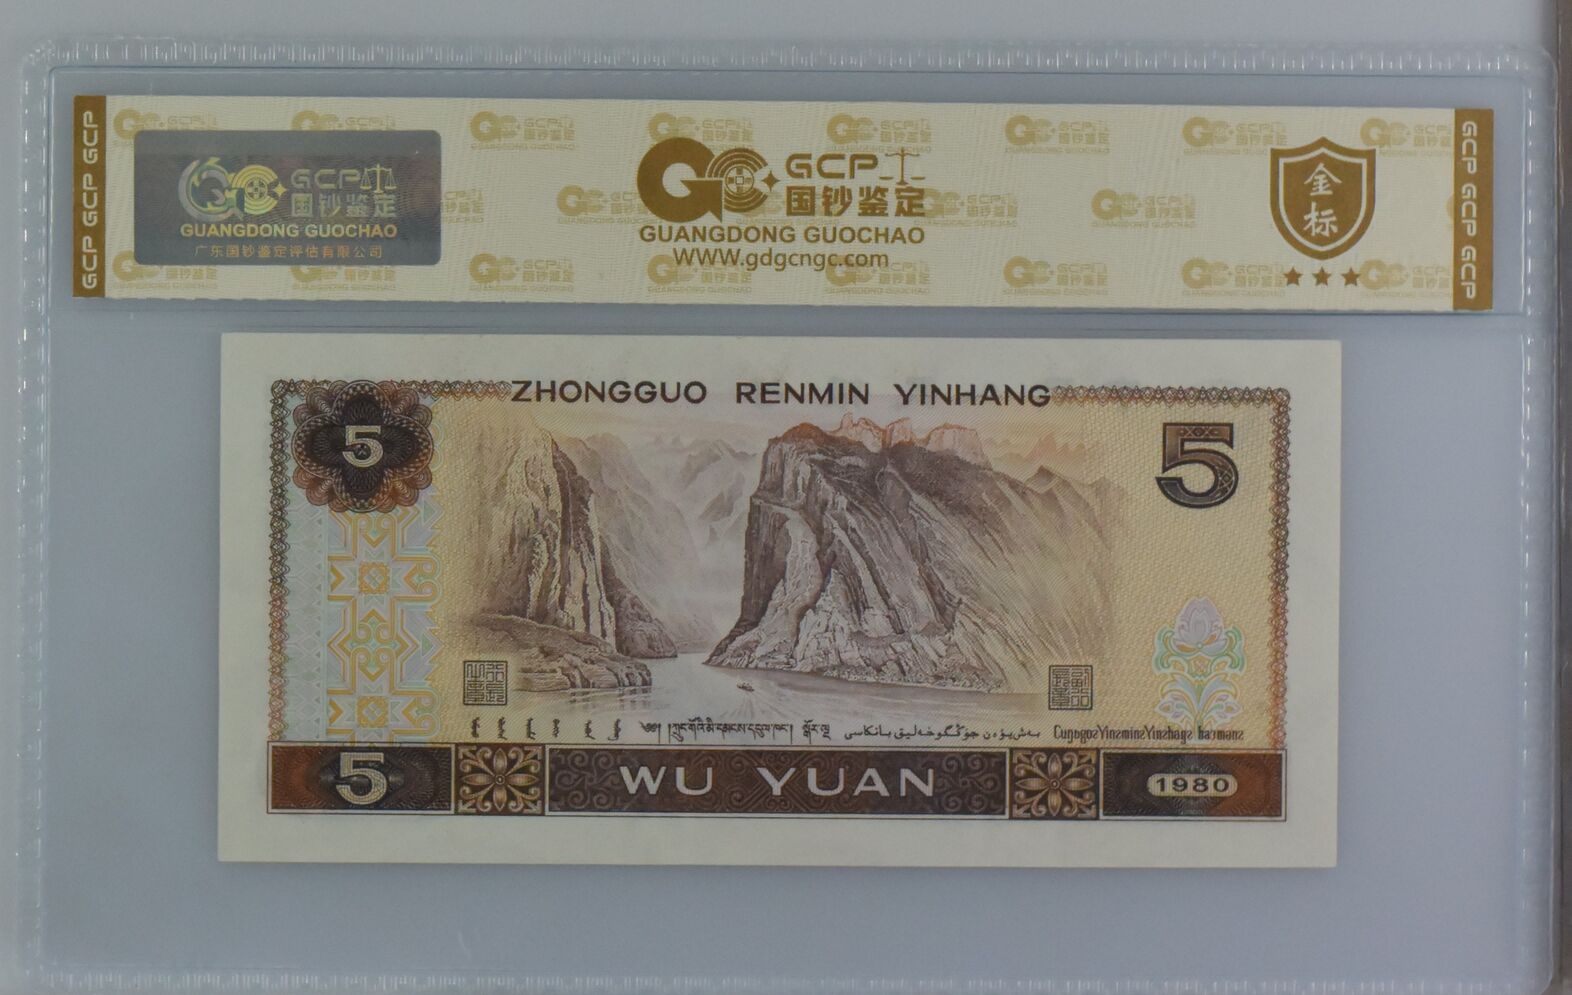 GCP GCP GCP
GCP
国钞鉴定
GUANGDONG GUOCHAO
广东国钞鉴定评估有限公司
GCP
国钞鉴定
GUANGDONG GUOCHAO
WWW.gdgcngc.com
金
标
GCP GCP GCP
ZHONGGUO RENMIN YINHANG
5
5
5
WU YUAN
1980